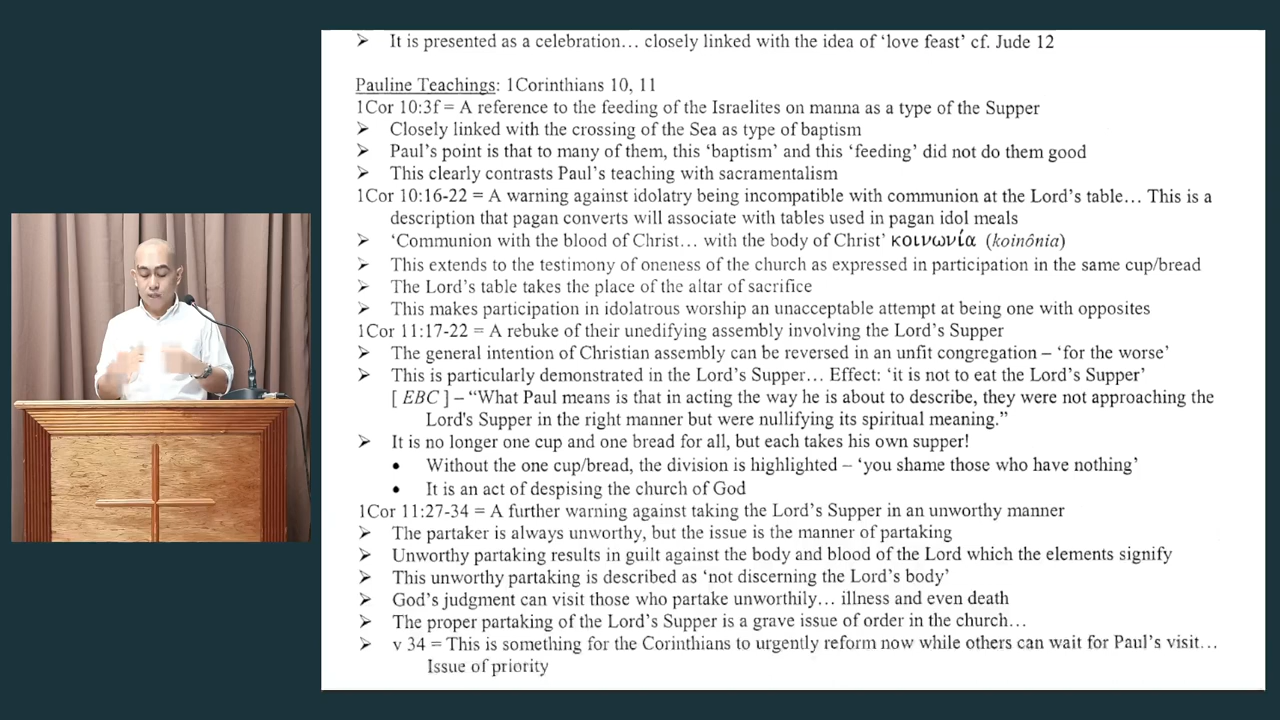 ➢ It is presented as a celebration… closely linked with the idea of ‘love feast’ cf. Jude 12
Pauline Teachings: 1Corinthians 10, 11
1Cor 10:3f = A reference to the feeding of the Israelites on manna as a type of the Supper
➢ Closely linked with the crossing of the Sea as type of baptism
➢ Paul’s point is that to many of them, this ‘baptism’ and this ‘feeding’ did not do them good
➢ This clearly contrasts Paul’s teaching with sacramentalism
1Cor 10:16-22 = A warning against idolatry being incompatible with communion at the Lord’s table… This is a
description that pagan converts will associate with tables used in pagan idol meals
➢ ‘Communion with the blood of Christ… with the body of Christ’ κοινωνία (koinônia)
➢ This extends to the testimony of oneness of the church as expressed in participation in the same cup/bread
➢ The Lord’s table takes the place of the altar of sacrifice
➢ This makes participation in idolatrous worship an unacceptable attempt at being one with opposites
1Cor 11:17-22 = A rebuke of their unedifying assembly involving the Lord’s Supper
➢ The general intention of Christian assembly can be reversed in an unfit congregation – ‘for the worse’
➢ This is particularly demonstrated in the Lord’s Supper… Effect: ‘it is not to eat the Lord’s Supper’
[ EBC ] – “What Paul means is that in acting the way he is about to describe, they were not approaching the
Lord's Supper in the right manner but were nullifying its spiritual meaning.”
➢ It is no longer one cup and one bread for all, but each takes his own supper!
• Without the one cup/bread, the division is highlighted – ‘you shame those who have nothing’
• It is an act of despising the church of God
1Cor 11:27-34 = A further warning against taking the Lord’s Supper in an unworthy manner
➢ The partaker is always unworthy, but the issue is the manner of partaking
➢ Unworthy partaking results in guilt against the body and blood of the Lord which the elements signify
➢ This unworthy partaking is described as ‘not discerning the Lord’s body’
➢ God’s judgment can visit those who partake unworthily… illness and even death
➢ The proper partaking of the Lord’s Supper is a grave issue of order in the church…
➢ v 34 = This is something for the Corinthians to urgently reform now while others can wait for Paul’s visit…
Issue of priority